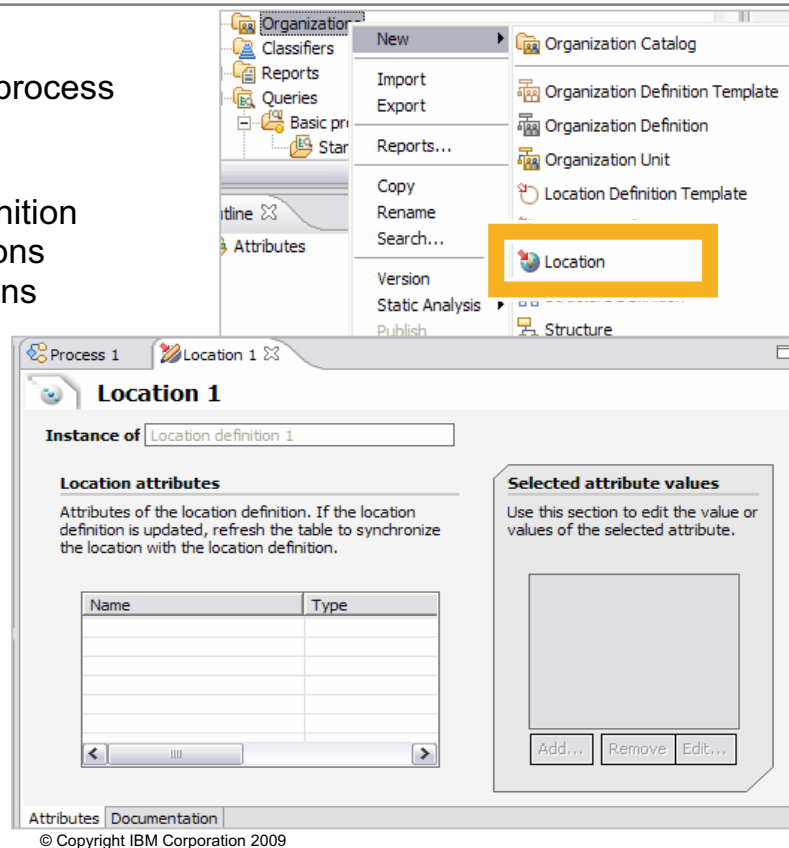 process
nition
ons
ns
Organizations
Classifiers
Reports
Queries
Basic pr
Star
New
Import
Export
Reports...
Copy
Rename
Search...
Version
Static Analysis
Publish
Organization Catalog
Organization Definition Template
Organization Definition
Organization Unit
Location Definition Template
Location
Structure Definition
Structure
utline
Attributes
Process 1
Location 1
Location 1
Instance of Location definition 1
Location attributes
Attributes of the location definition. If the location
definition is updated, refresh the table to synchronize
the location with the location definition.
Name Type
Selected attribute values
Use this section to edit the value or
values of the selected attribute.
Add... Remove Edit...
Attributes Documentation
© Copyright IBM Corporation 2009